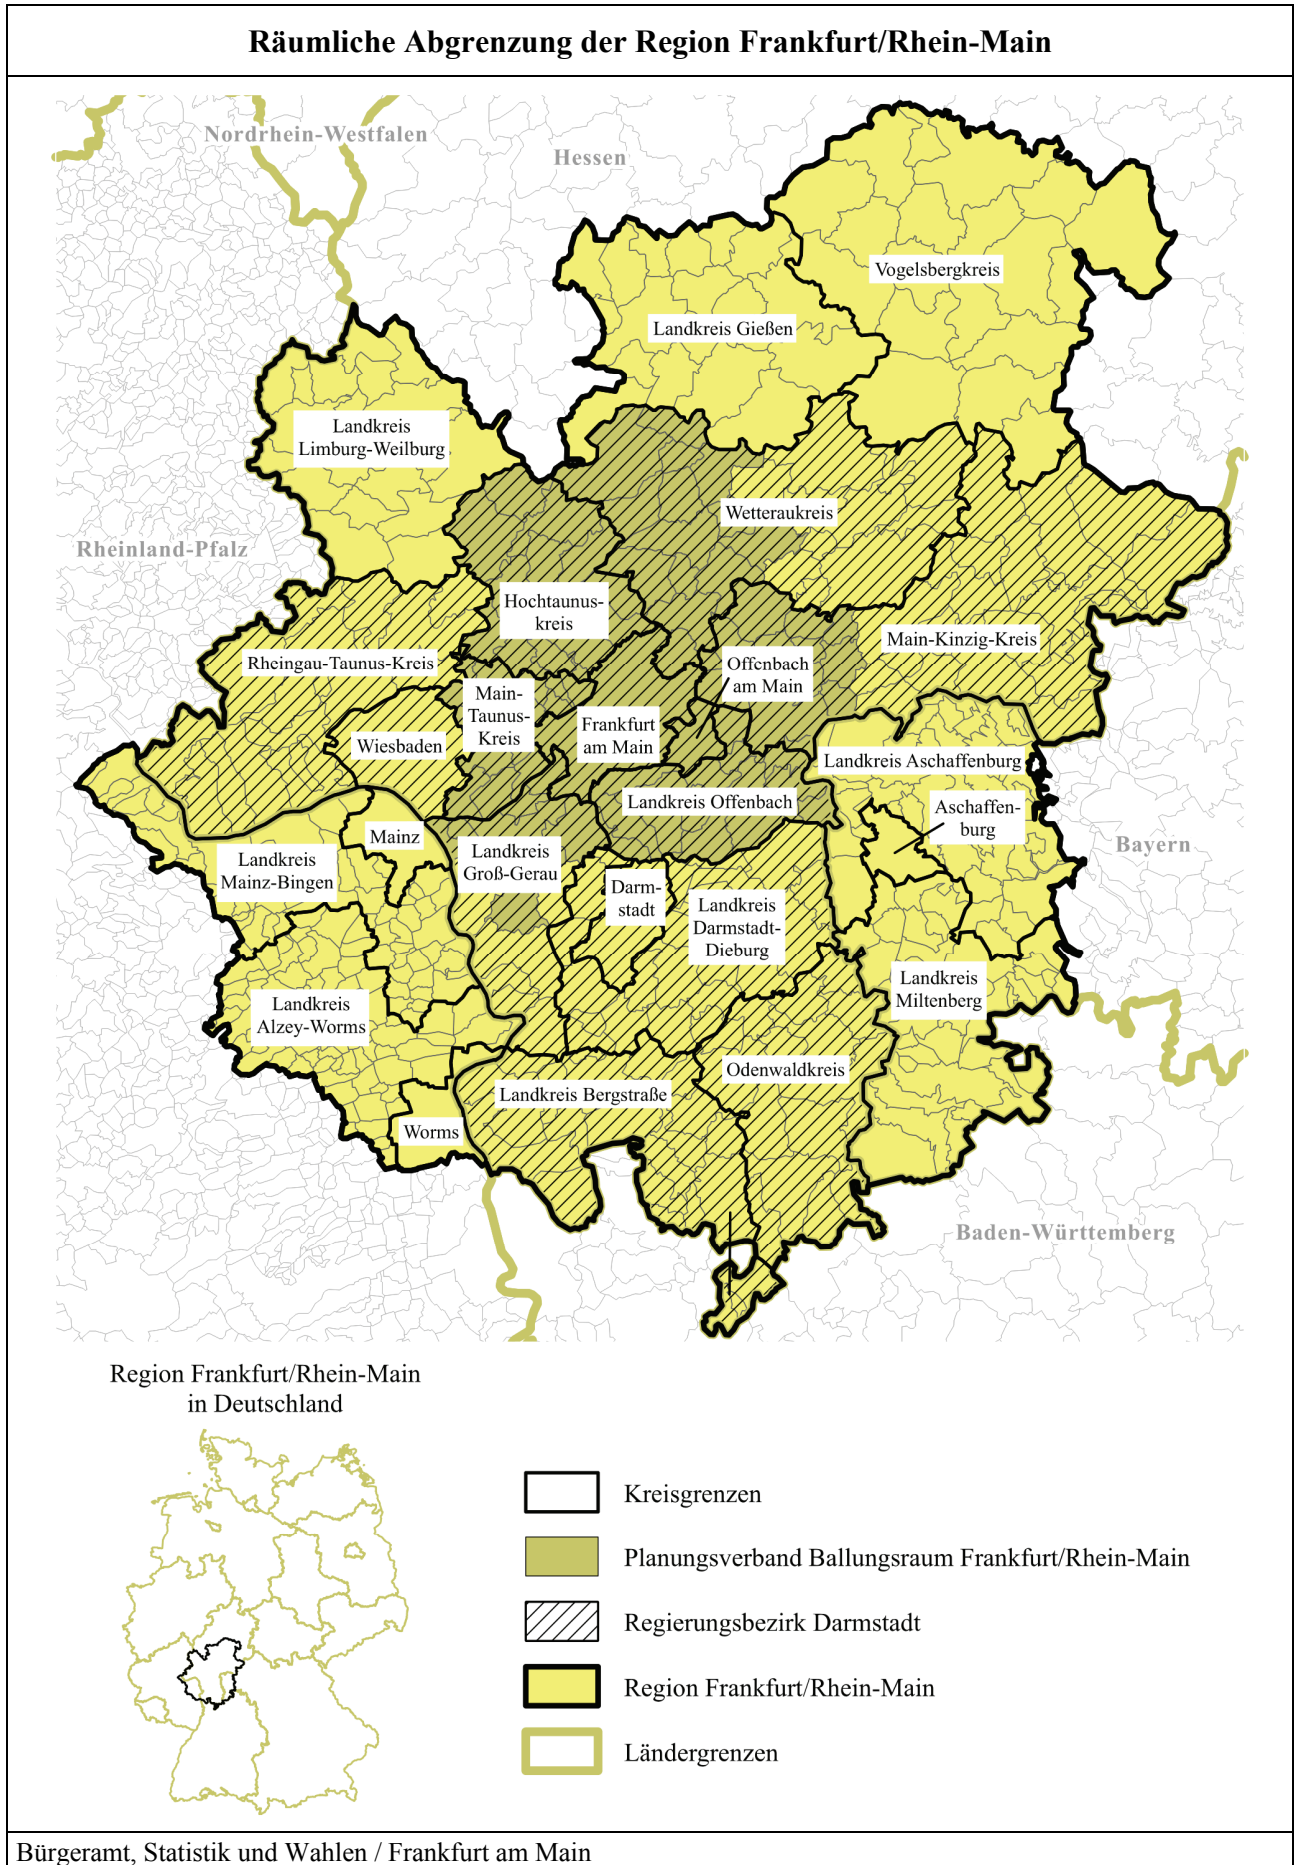 Räumliche Abgrenzung der Region Frankfurt/Rhein-Main
Nordrhein-Westfalen
Hessen
Vogelsbergkreis
Landkreis Gießen
Landkreis
Limburg-Weilburg
Wetteraukreis
Rheinland-Pfalz
Hochtaunus-
kreis
Main-Kinzig-Kreis
Rheingau-Taunus-Kreis
Offenbach
am Main
Main-
Taunus-
Kreis
Frankfurt
am Main
Wiesbaden
Landkreis Aschaffenburg
Landkreis Offenbach
Aschaffen-
burg
Mainz
Bayern
Landkreis
Mainz-Bingen
Landkreis
Groß-Gerau
Darm-
stadt
Landkreis
Darmstadt-
Dieburg
Landkreis
Miltenberg
Landkreis
Alzey-Worms
Odenwaldkreis
Landkreis Bergstraße
Worms
Baden-Württemberg
Region Frankfurt/Rhein-Main
in Deutschland
Kreisgrenzen
Planungsverband Ballungsraum Frankfurt/Rhein-Main
Regierungsbezirk Darmstadt
Region Frankfurt/Rhein-Main
Ländergrenzen
Bürgeramt, Statistik und Wahlen / Frankfurt am Main